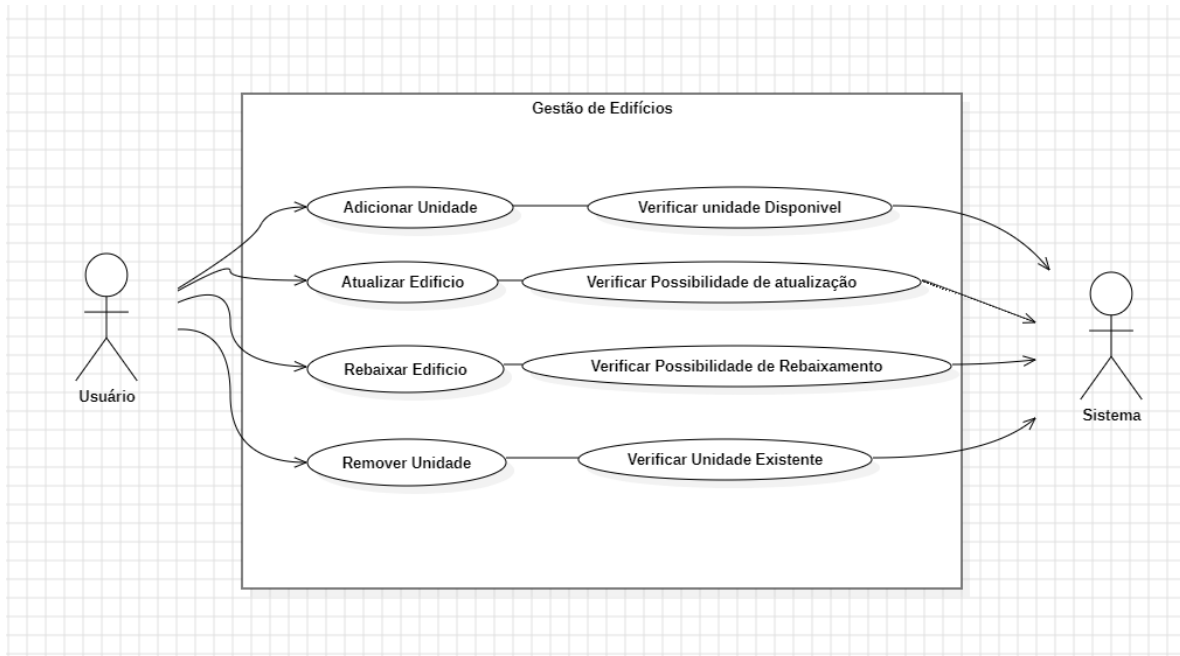 Gestão de Edifícios
Adicionar Unidade
Verificar unidade Disponivel
Atualizar Edificio
Verificar Possibilidade de atualização
Rebaixar Edificio
Verificar Possibilidade de Rebaixamento
Usuário
Sistema
Remover Unidade
Verificar Unidade Existente